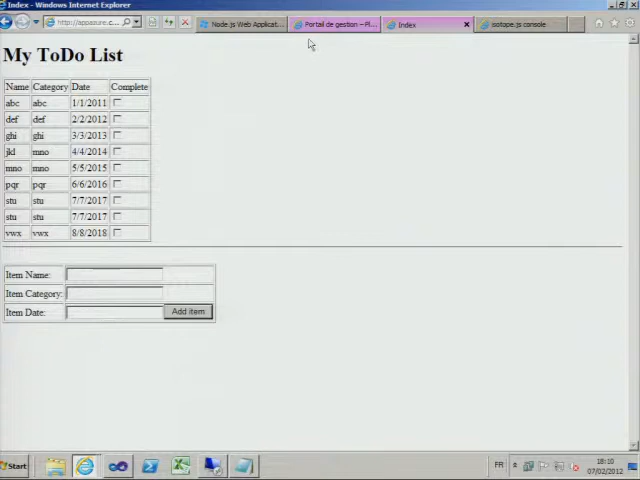 Index - Windows Internet Explorer
http://appazure.c...
Node.js Web Applicat...
Portail de gestion – Pl...
Index
isotope.js console
My ToDo List
Name Category Date Complete
abc abc 1/1/2011
def def 2/2/2012
ghi ghi 3/3/2013
jkl mno 4/4/2014
mno mno 5/5/2015
pqr pqr 6/6/2016
stu stu 7/7/2017
stu stu 7/7/2017
vwx vwx 8/8/2018
Item Name:
Item Category:
Item Date: Add item
Start FR 18:10
07/02/2012